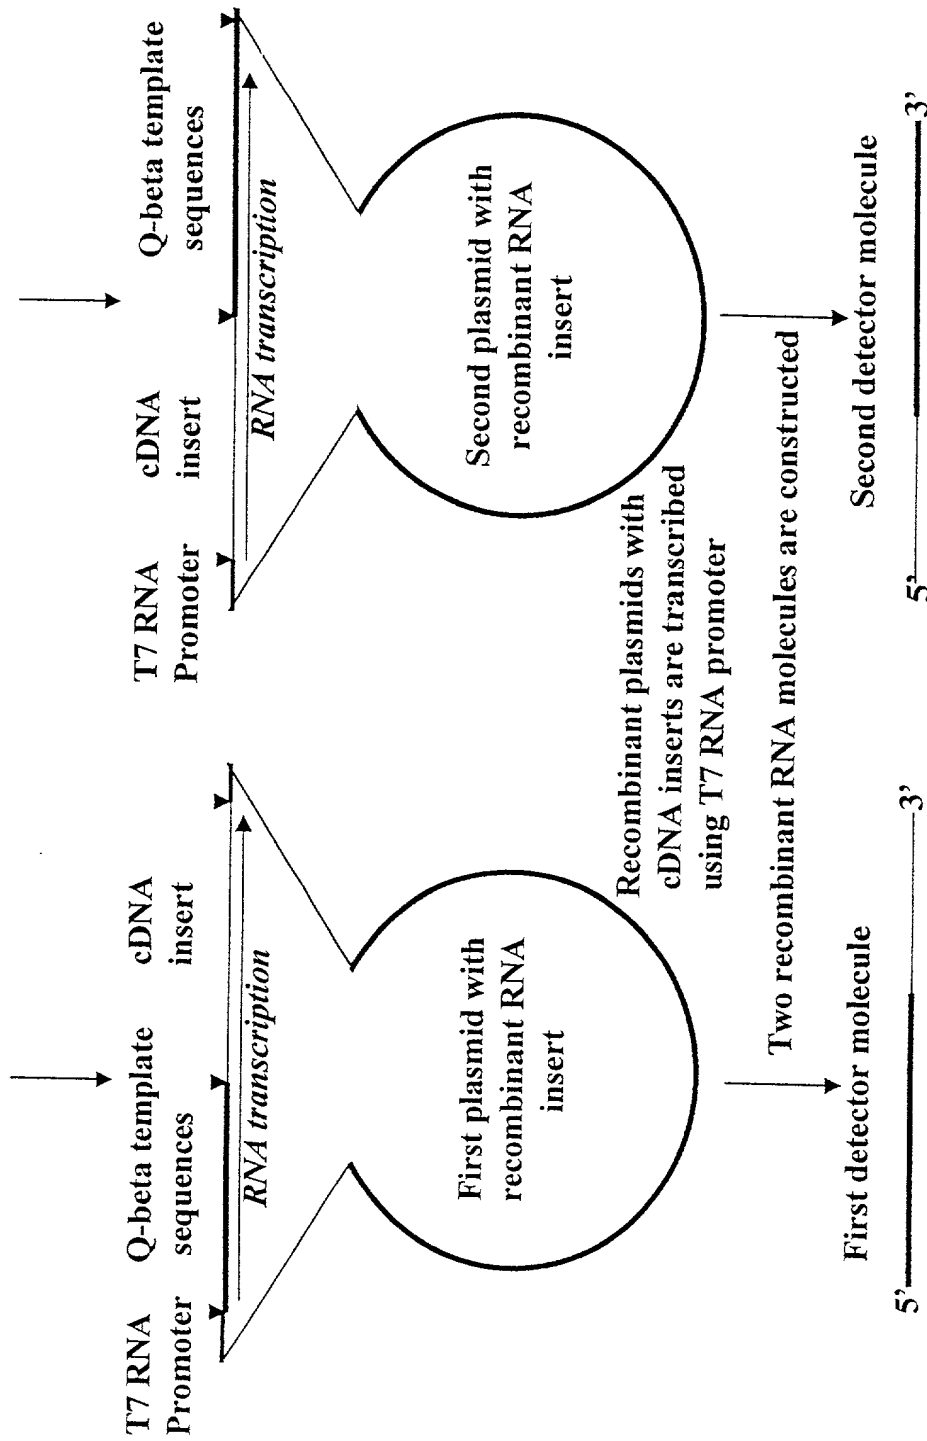 T7 RNA
Promoter
Q-beta template
sequences
cDNA
insert
RNA transcription
First plasmid with
recombinant RNA
insert
T7 RNA
Promoter
cDNA
insert
Q-beta template
sequences
RNA transcription
Second plasmid with
recombinant RNA
insert
Recombinant plasmids with
cDNA inserts are transcribed
using T7 RNA promoter
Two recombinant RNA molecules are constructed
First detector molecule
5’ 3’
Second detector molecule
5’ 3’